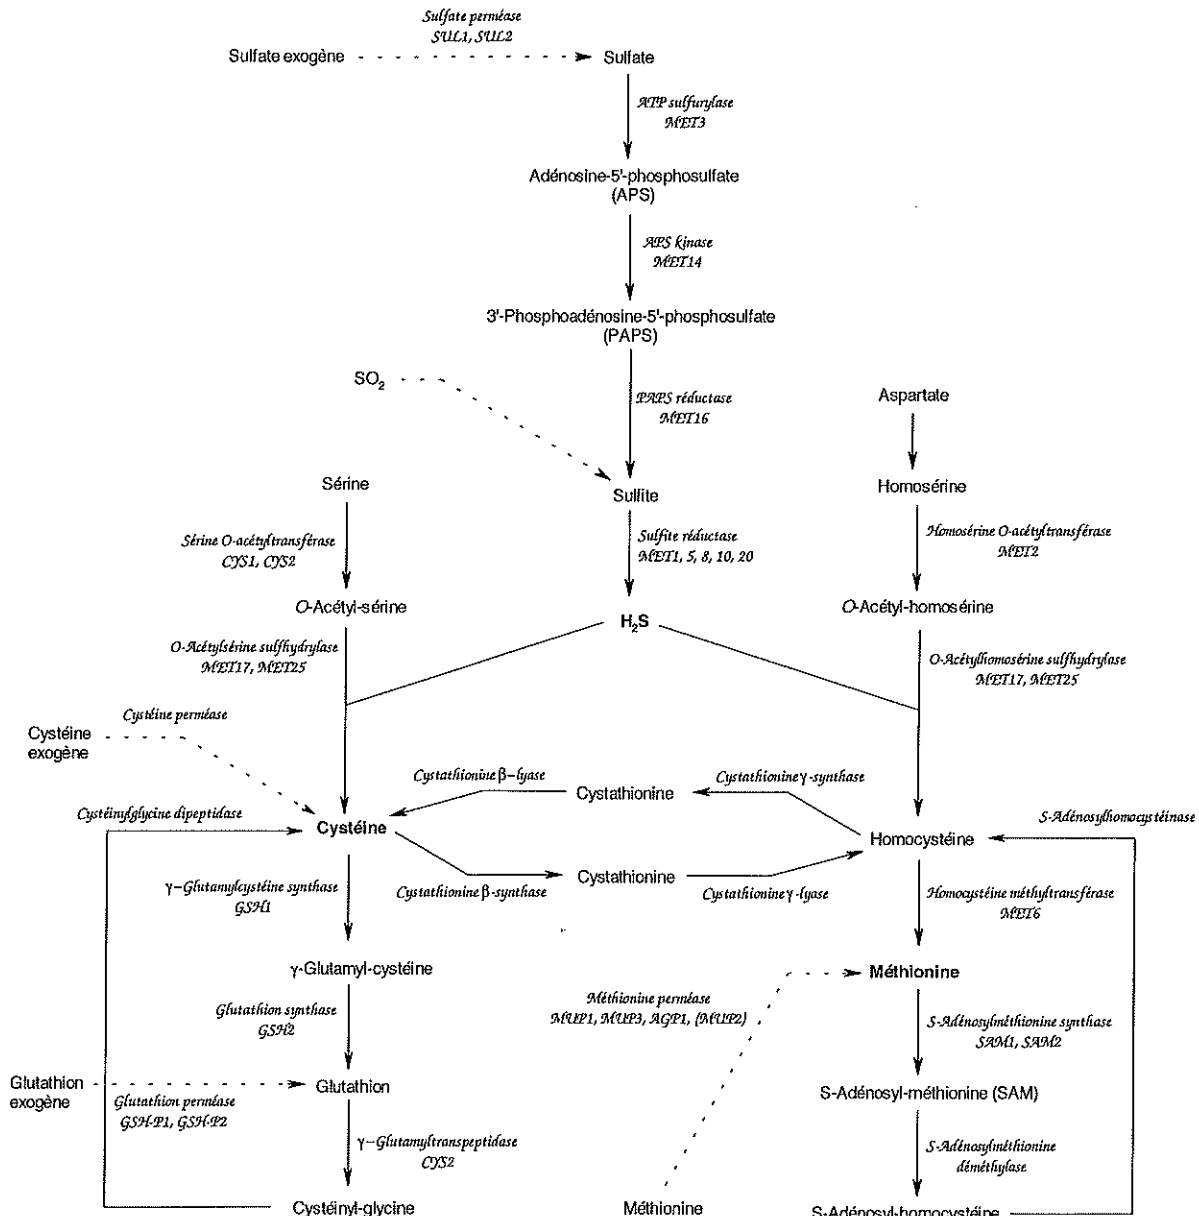 Sulfate perméase
SUL1, SUL2
Sulfate exogène
Sulfate
ATP sulfurylase
MET3
Adénosine-5'-phosphosulfate
(APS)
APS kinase
MET14
3'-Phosphoadénosine-5'-phosphosulfate
(PAPS)
SO2
PAPS réductase
MET16
Aspartate
Sérine
Sulfite
Homosérine
Sérine O-acétyltransférase
CYS1, CYS2
Sulfite réductase
MET1, 5, 8, 10, 20
Homosérine O-acétyltransférase
MET2
O-Acétyl-sérine
H2S
O-Acétyl-homosérine
O-Acétylsérine sulfhydrylase
MET17, MET25
O-Acétylhomosérine sulfhydrylase
MET17, MET25
Cystéine perméase
Cystéine
exogène
Cystathionine β–lyase
Cystathionine
Cystathionine γ-synthase
Cystéinylglycine dipeptidase
S-Adénosylhomocystéinase
Cystéine
Homocystéine
γ–Glutamylcystéine synthase
GSH1
Cystathionine β-synthase
Cystathionine
Cystathionine γ-lyase
Homocystéine méthyltransférase
MET6
γ-Glutamyl-cystéine
Méthionine
Glutathion synthase
GSH2
Méthionine perméase
MUP1, MUP3, AGP1, (MUP2)
S-Adénosylméthionine synthase
SAM1, SAM2
Glutathion
exogène
Glutathion perméase
GSH-P1, GSH-P2
Glutathion
S-Adénosyl-méthionine (SAM)
γ–Glutamyltranspeptidase
CYS2
S-Adénosylméthionine
déméthylase
Cystéinyl-glycine
Méthionine
S-Adénosyl-homocystéine